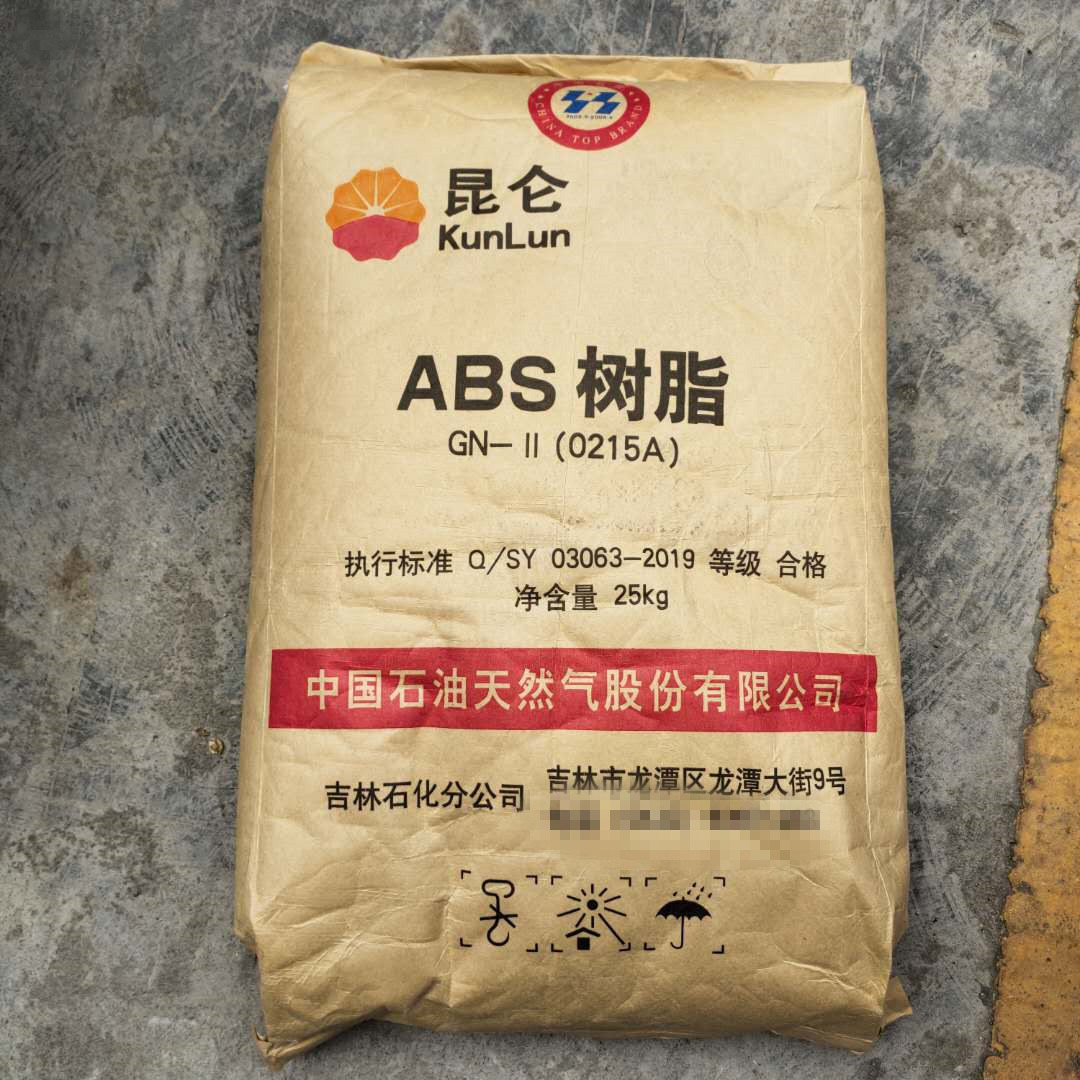 CHINA TOP BRAND
昆仑
KunLun
ABS 树脂
GN-Ⅱ(0215A)
执行标准 Q/SY 03063-2019 等级 合格
净含量 25kg
中国石油天然气股份有限公司
吉林石化分公司
吉林市龙潭区龙潭大街9号